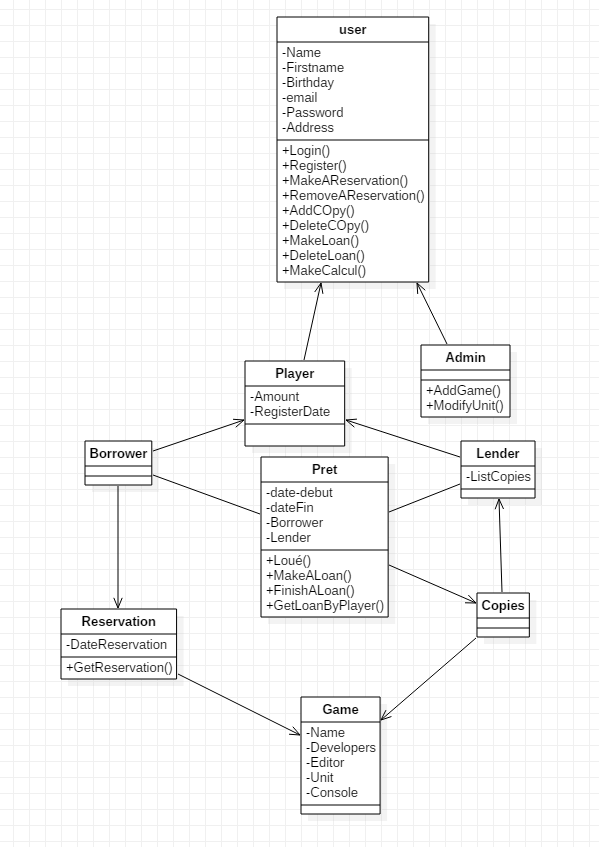 user
-Name
-Firstname
-Birthday
-email
-Password
-Address
+Login()
+Register()
+MakeAReservation()
+RemoveAReservation()
+AddCOpy()
+DeleteCOpy()
+MakeLoan()
+DeleteLoan()
+MakeCalcul()
Admin
+AddGame()
+ModifyUnit()
Player
-Amount
-RegisterDate
Borrower
Lender
-ListCopies
Pret
-date-debut
-dateFin
-Borrower
-Lender
+Loué()
+MakeALoan()
+FinishALoan()
+GetLoanByPlayer()
Copies
Reservation
-DateReservation
+GetReservation()
Game
-Name
-Developers
-Editor
-Unit
-Console